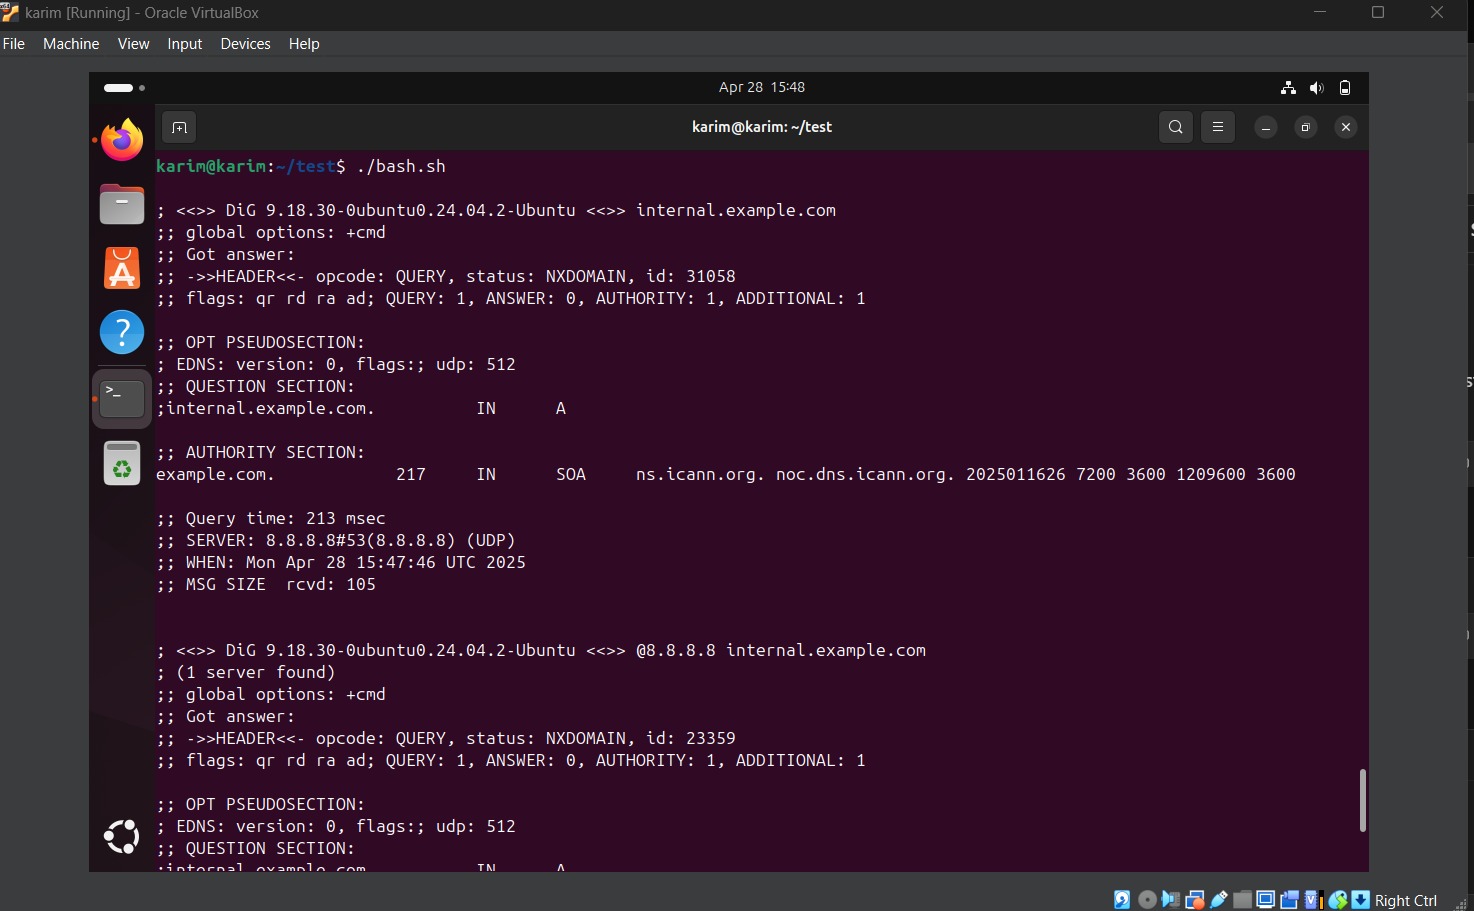 karim [Running] - Oracle VirtualBox
File Machine View Input Devices Help
Apr 28 15:48
karim@karim: ~/test
karim@karim:~/test$ ./bash.sh
; <<>> DiG 9.18.30-0ubuntu0.24.04.2-Ubuntu <<>> internal.example.com
;; global options: +cmd
;; Got answer:
;; ->>HEADER<<- opcode: QUERY, status: NXDOMAIN, id: 31058
;; flags: qr rd ra ad; QUERY: 1, ANSWER: 0, AUTHORITY: 1, ADDITIONAL: 1
;; OPT PSEUDOSECTION:
; EDNS: version: 0, flags:; udp: 512
;; QUESTION SECTION:
;internal.example.com. IN A
;; AUTHORITY SECTION:
example.com. 217 IN SOA ns.icann.org. noc.dns.icann.org. 2025011626 7200 3600 1209600 3600
;; Query time: 213 msec
;; SERVER: 8.8.8.8#53(8.8.8.8) (UDP)
;; WHEN: Mon Apr 28 15:47:46 UTC 2025
;; MSG SIZE rcvd: 105
; <<>> DiG 9.18.30-0ubuntu0.24.04.2-Ubuntu <<>> @8.8.8.8 internal.example.com
; (1 server found)
;; global options: +cmd
;; Got answer:
;; ->>HEADER<<- opcode: QUERY, status: NXDOMAIN, id: 23359
;; flags: qr rd ra ad; QUERY: 1, ANSWER: 0, AUTHORITY: 1, ADDITIONAL: 1
;; OPT PSEUDOSECTION:
; EDNS: version: 0, flags:; udp: 512
;; QUESTION SECTION:
;internal.example.com. IN A
Right Ctrl